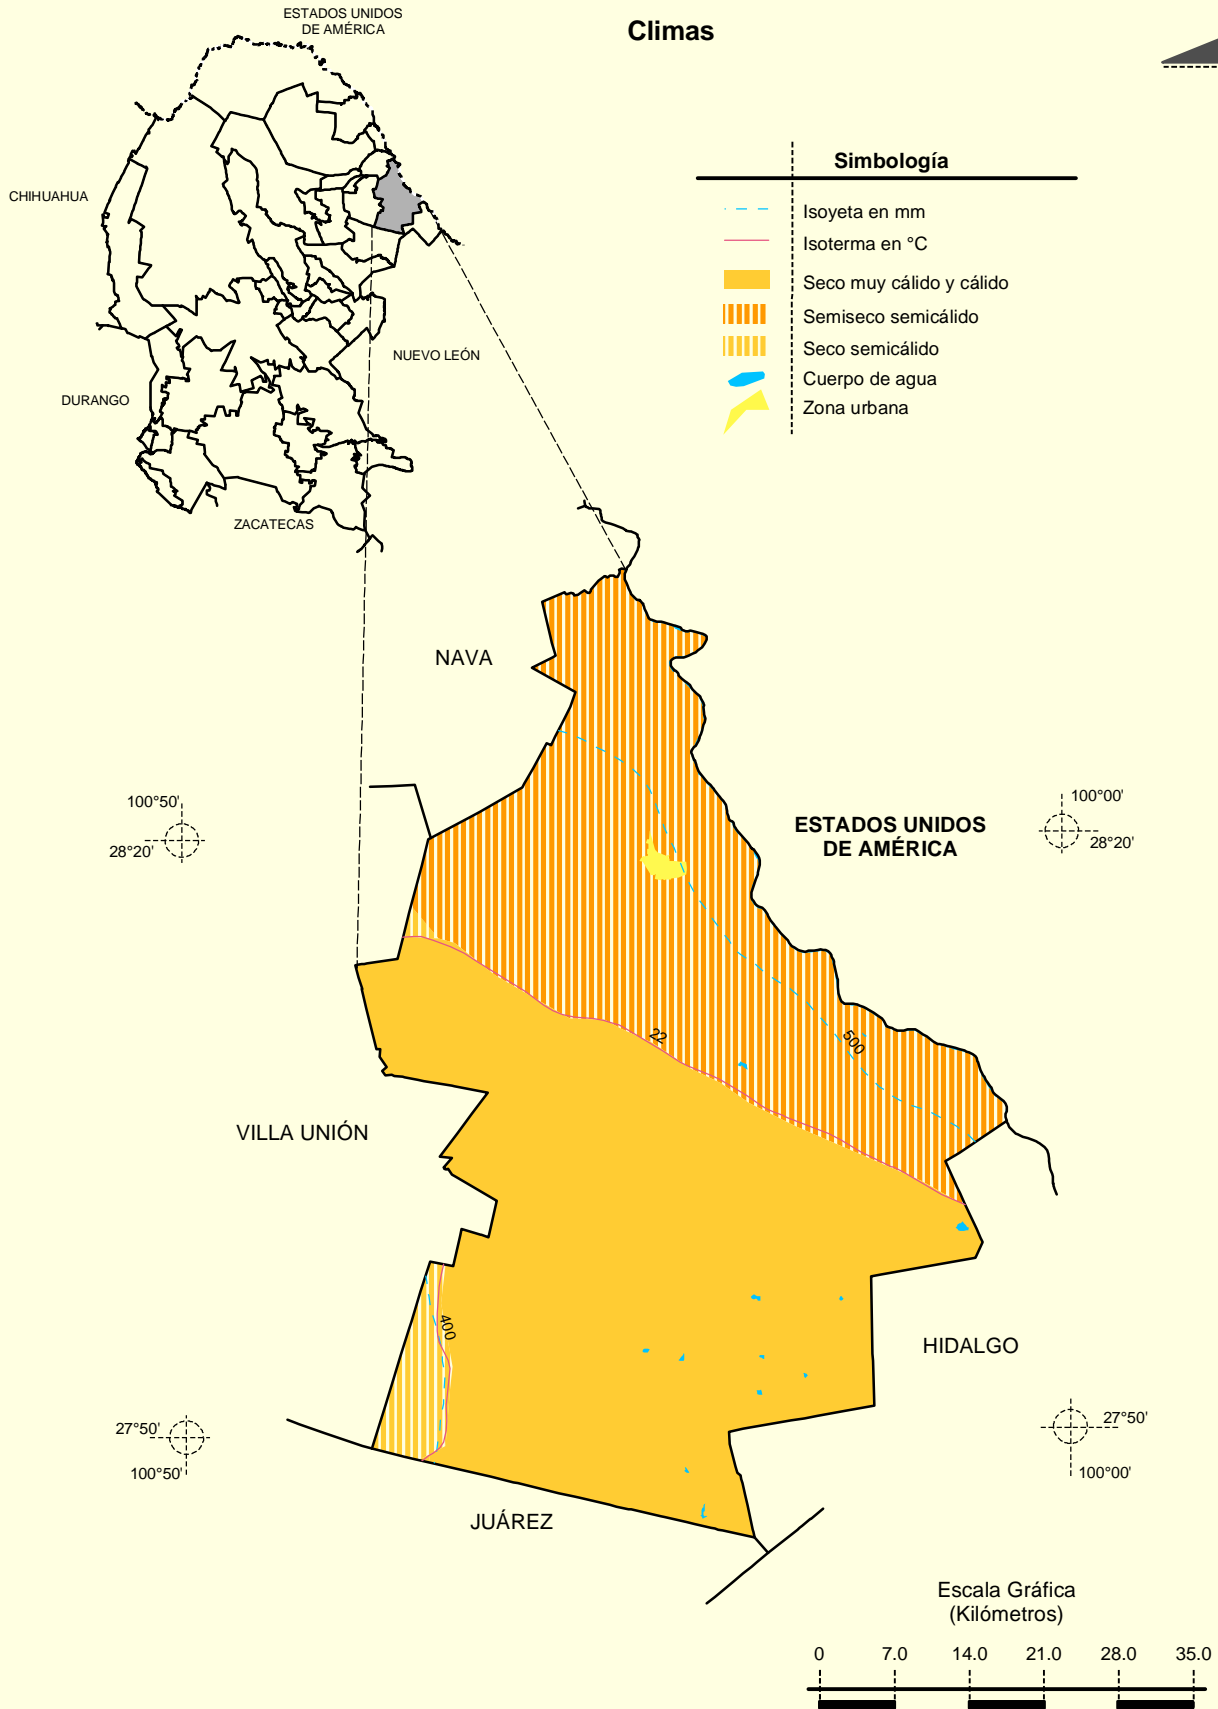 Climas
ESTADOS UNIDOS
DE AMÉRICA
CHIHUAHUA
NUEVO LEÓN
DURANGO
ZACATECAS
Simbología
Isoyeta en mm
Isoterma en °C
Seco muy cálido y cálido
Semiseco semicálido
Seco semicálido
Cuerpo de agua
Zona urbana
NAVA
100°50'
28°20'
ESTADOS UNIDOS
DE AMÉRICA
100°00'
28°20'
22
500
VILLA UNIÓN
400
HIDALGO
27°50'
100°50'
27°50'
100°00'
JUÁREZ
Escala Gráfica
(Kilómetros)
0 7.0 14.0 21.0 28.0 35.0